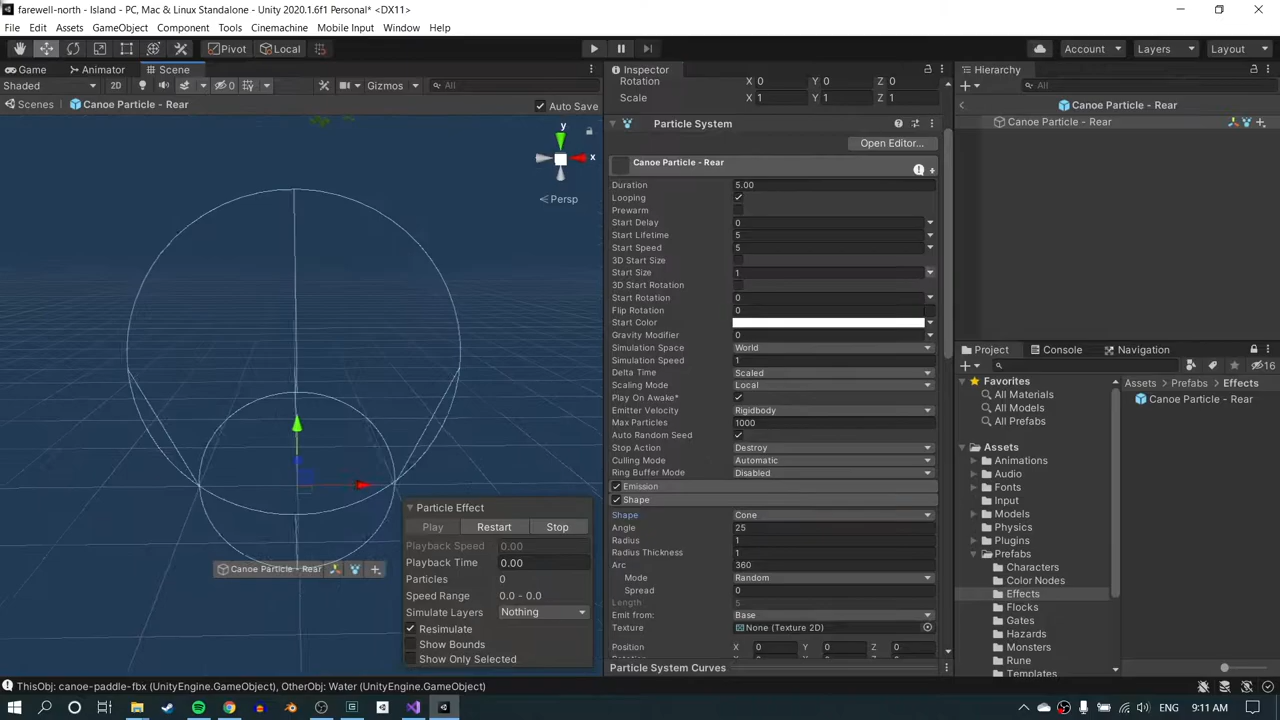 farewell-north - Island - PC, Mac & Linux Standalone - Unity 2020.1.6f1 Personal* <DX11>
File Edit Assets GameObject Component Tools Cinemachine Mobile Input Window Help
Pivot Local Account Layers Layout
Game Animator Scene
Shaded 2D 0 Gizmos All
Scenes Canoe Particle - Rear Auto Save
y
x
Persp
Canoe Particle - Rear
Particle Effect
Play Restart Stop
Playback Speed 0.00
Playback Time 0.00
Particles 0
Speed Range 0.0 - 0.0
Simulate Layers Nothing
Resimulate
Show Bounds
Show Only Selected
Inspector
Rotation X 0 Y 0 Z 0
Scale X 1 Y 1 Z 1
Particle System
Open Editor...
Canoe Particle - Rear
Duration 5.00
Looping
Prewarm
Start Delay 0
Start Lifetime 5
Start Speed 5
3D Start Size
Start Size 1
3D Start Rotation
Start Rotation 0
Flip Rotation 0
Start Color
Gravity Modifier 0
Simulation Space World
Simulation Speed 1
Delta Time Scaled
Scaling Mode Local
Play On Awake*
Emitter Velocity Rigidbody
Max Particles 1000
Auto Random Seed
Stop Action Destroy
Culling Mode Automatic
Ring Buffer Mode Disabled
Emission
Shape
Shape Cone
Angle 25
Radius 1
Radius Thickness 1
Arc 360
Mode Random
Spread 0
Length 5
Emit from: Base
Texture None (Texture 2D)
Position X 0 Y 0 Z 0
Particle System Curves
Hierarchy
All
Canoe Particle - Rear
Canoe Particle - Rear
Project Console Navigation
16
Favorites
All Materials
All Models
All Prefabs
Assets
Animations
Audio
Fonts
Input
Models
Physics
Plugins
Prefabs
Characters
Color Nodes
Effects
Flocks
Gates
Hazards
Monsters
Rune
Templates
Assets > Prefabs > Effects
Canoe Particle - Rear
ThisObj: canoe-paddle-fbx (UnityEngine.GameObject), OtherObj: Water (UnityEngine.GameObject)
ENG 9:11 AM